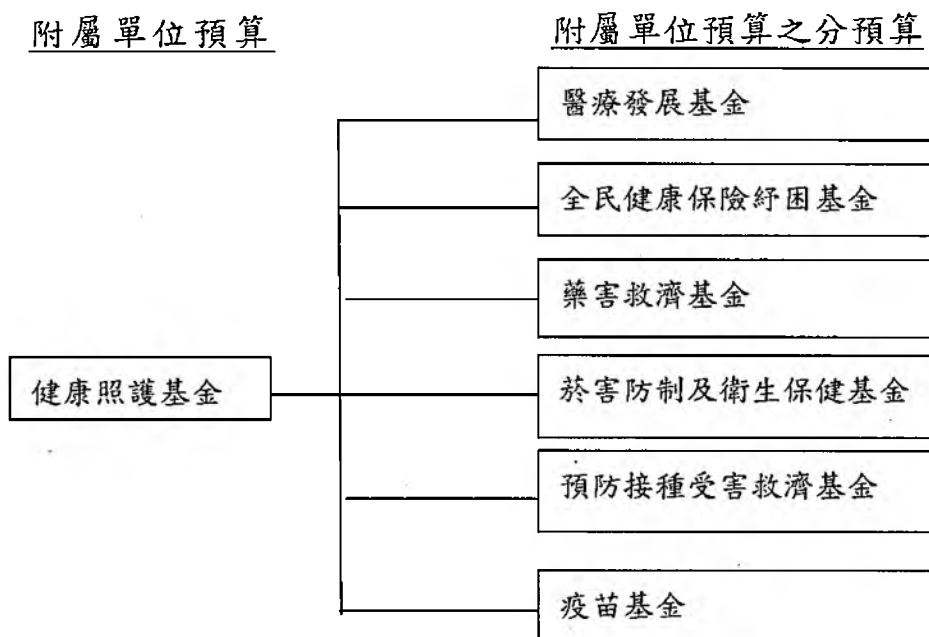 附屬單位預算
附屬單位預算之分預算
醫療發展基金
全民健康保險紓困基金
藥害救濟基金
健康照護基金
菸害防制及衛生保健基金
預防接種受害救濟基金
疫苗基金